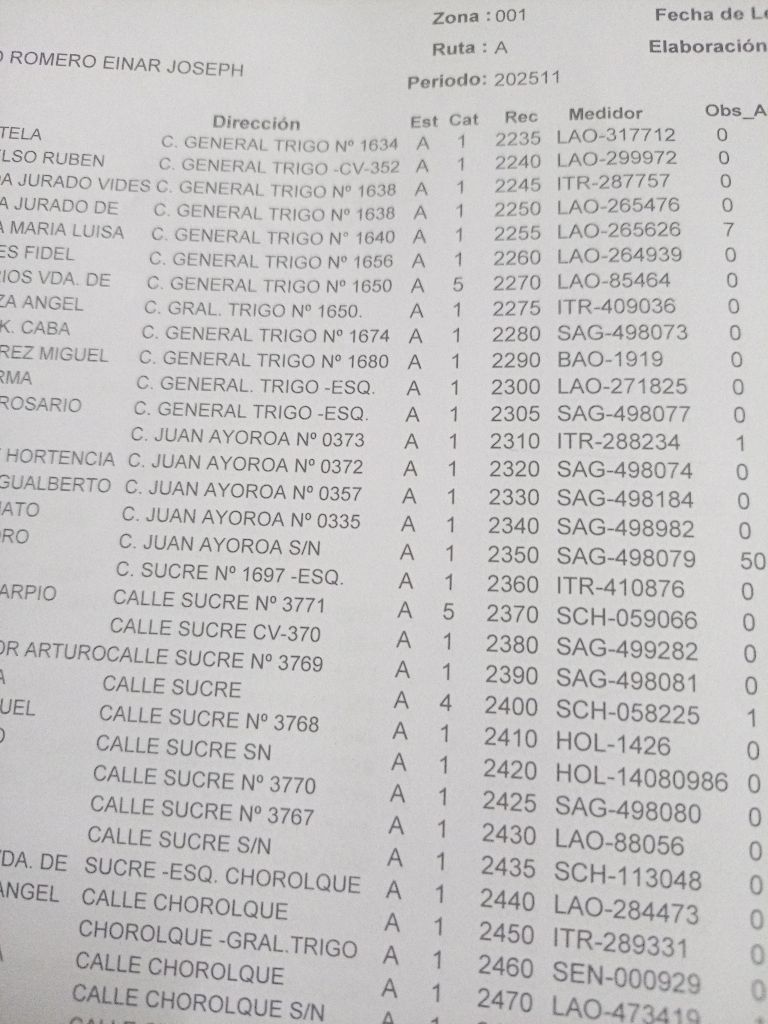 Zona : 001 Fecha de Le
Ruta : A Elaboración
O ROMERO EINAR JOSEPH
Periodo: 202511
Dirección Est Cat Rec Medidor Obs_A
TELA C. GENERAL TRIGO Nº 1634 A 1 2235 LAO-317712 0
ELSO RUBEN C. GENERAL TRIGO -CV-352 A 1 2240 LAO-299972 0
DA JURADO VIDES C. GENERAL TRIGO Nº 1638 A 1 2245 ITR-287757 0
A JURADO DE C. GENERAL TRIGO Nº 1638 A 1 2250 LAO-265476 0
A MARIA LUISA C. GENERAL TRIGO N° 1640 A 1 2255 LAO-265626 7
ES FIDEL C. GENERAL TRIGO Nº 1656 A 1 2260 LAO-264939 0
RIOS VDA. DE C. GENERAL TRIGO Nº 1650 A 5 2270 LAO-85464 0
ZA ANGEL C. GRAL. TRIGO Nº 1650. A 1 2275 ITR-409036 0
K. CABA C. GENERAL TRIGO Nº 1674 A 1 2280 SAG-498073 0
REZ MIGUEL C. GENERAL TRIGO Nº 1680 A 1 2290 BAO-1919 0
RMA C. GENERAL. TRIGO -ESQ. A 1 2300 LAO-271825 0
ROSARIO C. GENERAL TRIGO -ESQ. A 1 2305 SAG-498077 0
C. JUAN AYOROA Nº 0373 A 1 2310 ITR-288234 1
HORTENCIA C. JUAN AYOROA Nº 0372 A 1 2320 SAG-498074 0
GUALBERTO C. JUAN AYOROA Nº 0357 A 1 2330 SAG-498184 0
ATO C. JUAN AYOROA Nº 0335 A 1 2340 SAG-498982 0
RO C. JUAN AYOROA S/N A 1 2350 SAG-498079 50
C. SUCRE Nº 1697 -ESQ. A 1 2360 ITR-410876 0
ARPIO CALLE SUCRE Nº 3771 A 5 2370 SCH-059066 0
CALLE SUCRE CV-370 A 1 2380 SAG-499282 0
OR ARTURO CALLE SUCRE Nº 3769 A 1 2390 SAG-498081 0
A CALLE SUCRE A 4 2400 SCH-058225 1
UEL CALLE SUCRE Nº 3768 A 1 2410 HOL-1426 0
O CALLE SUCRE SN A 1 2420 HOL-14080986 0
CALLE SUCRE Nº 3770 A 1 2425 SAG-498080 0
CALLE SUCRE Nº 3767 A 1 2430 LAO-88056 0
CALLE SUCRE S/N A 1 2435 SCH-113048 0
VDA. DE SUCRE -ESQ. CHOROLQUE A 1 2440 LAO-284473 0
ANGEL CALLE CHOROLQUE A 1 2450 ITR-289331 0
CHOROLQUE -GRAL.TRIGO A 1 2460 SEN-000929 0
A CALLE CHOROLQUE A 1 2470 LAO-473419
CALLE CHOROLQUE S/N A 1